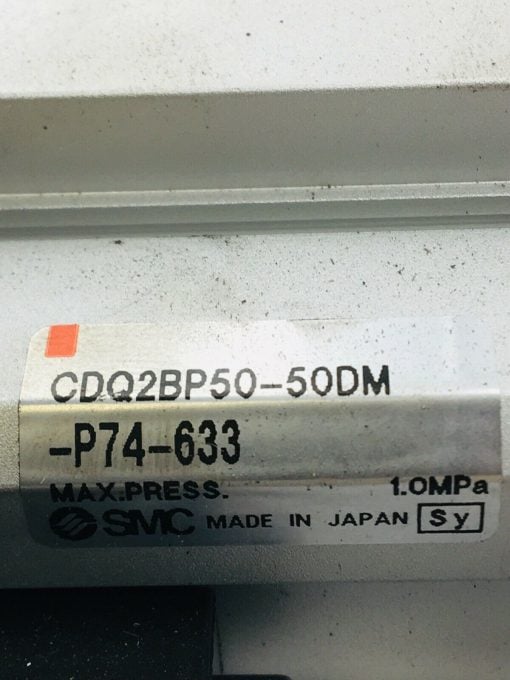 CDQ2BP50-50DM
-P74-633
MAX.PRESS. 1.0MPa
SMC MADE IN JAPAN Sy